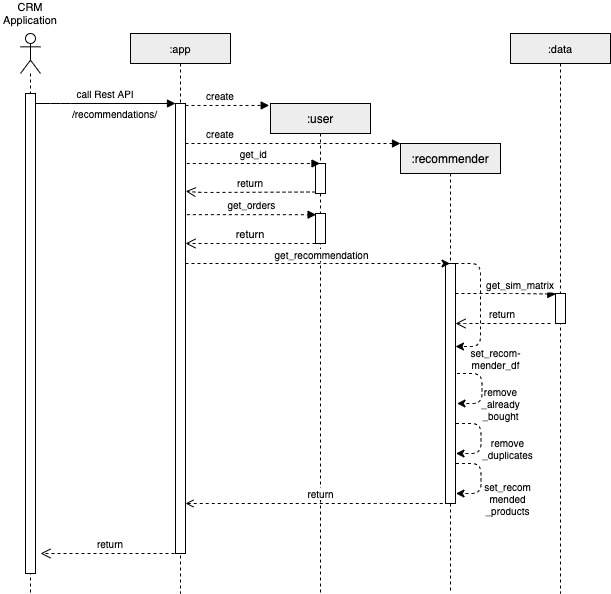 CRM
Application
:app
:data
call Rest API
/recommendations/
create
:user
create
:recommender
get_id
return
get_orders
return
get_recommendation
get_sim_matrix
return
set_recom-
mender_df
remove
_already
_bought
remove
_duplicates
set_recom
mended
_products
return
return